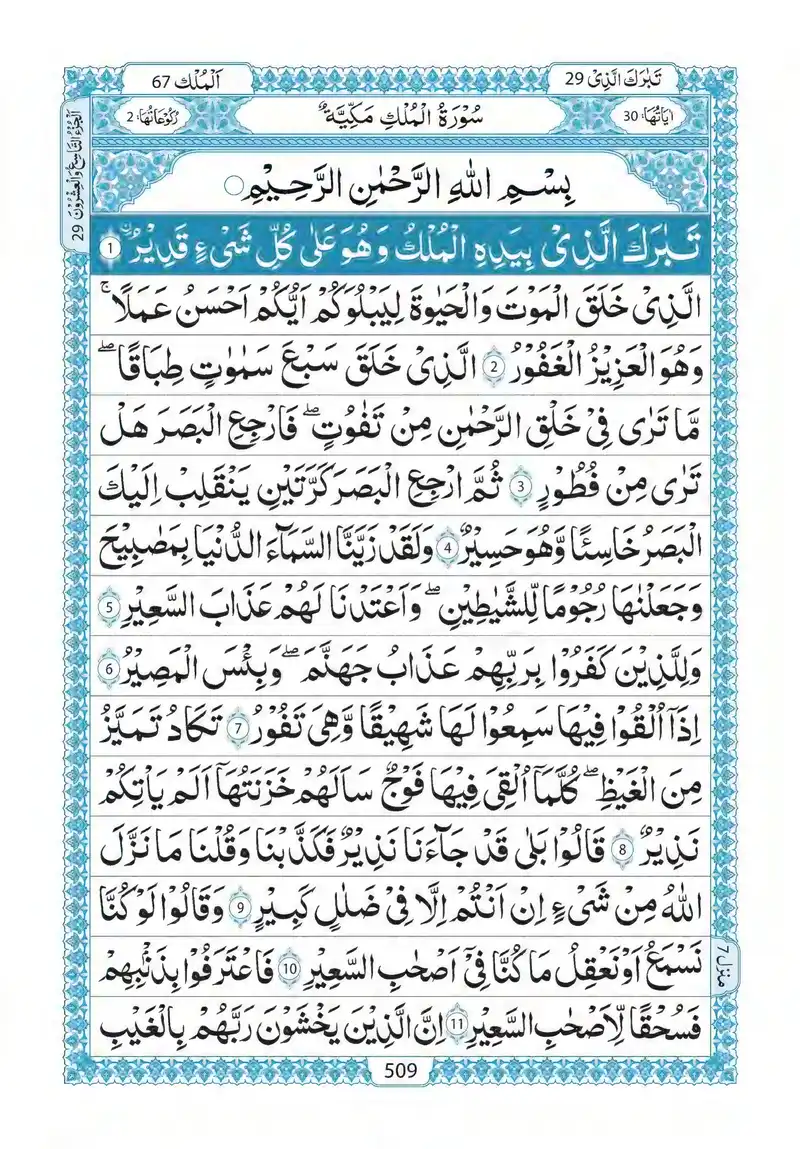 تَبٰرَكَ الَّذِیْ 29
اَلْمُلْك 67
اٰیَاتُهَا: 30
سُوْرَةُ الْمُلْكِ مَكِّیَّةٌ
رُكُوْعَاتُهَا: 2
اَلْجُزْءُ التَّاسِعُ وَالْعِشْرُوْنَ 29
بِسْمِ اللّٰهِ الرَّحْمٰنِ الرَّحِیْمِ
تَبٰرَكَ الَّذِیْ بِیَدِهِ الْمُلْكُ وَهُوَ عَلٰی كُلِّ شَیْءٍ قَدِیْرُ ۙ 1
الَّذِیْ خَلَقَ الْمَوْتَ وَالْحَیٰوةَ لِیَبْلُوَكُمْ اَیُّكُمْ اَحْسَنُ عَمَلًا ؕ
وَهُوَ الْعَزِیْزُ الْغَفُوْرُ 2 الَّذِیْ خَلَقَ سَبْعَ سَمٰوٰتٍ طِبَاقًا ؕ
مَّا تَرٰی فِیْ خَلْقِ الرَّحْمٰنِ مِنْ تَفٰوُتٍ ؕ فَارْجِعِ الْبَصَرَ هَلْ
تَرٰی مِنْ فُطُوْرٍ 3 ثُمَّ ارْجِعِ الْبَصَرَ كَرَّتَیْنِ یَنْقَلِبْ اِلَیْكَ
الْبَصَرُ خَاسِئًا وَّهُوَ حَسِیْرٌ 4 وَلَقَدْ زَیَّنَّا السَّمَآءَ الدُّنْیَا بِمَصٰبِیْحَ
وَجَعَلْنٰهَا رُجُوْمًا لِّلشَّیٰطِیْنِ ۖ وَاَعْتَدْنَا لَهُمْ عَذَابَ السَّعِیْرِ 5
وَلِلَّذِیْنَ كَفَرُوْا بِرَبِّهِمْ عَذَابُ جَهَنَّمَ ۖ وَبِئْسَ الْمَصِیْرُ 6
اِذَاۤ اُلْقُوْا فِیْهَا سَمِعُوْا لَهَا شَهِیْقًا وَّهِیَ تَفُوْرُ 7 تَكَادُ تَمَیَّزُ
مِنَ الْغَیْظِ ۖ كُلَّمَاۤ اُلْقِیَ فِیْهَا فَوْجٌ سَاَلَهُمْ خَزَنَتُهَاۤ اَلَمْ یَاْتِكُمْ
نَذِیْرٌ 8 قَالُوْا بَلٰی قَدْ جَآءَنَا نَذِیْرٌ فَكَذَّبْنَا وَقُلْنَا مَا نَزَّلَ
اللّٰهُ مِنْ شَیْءٍ اِنْ اَنْتُمْ اِلَّا فِیْ ضَلٰلٍ كَبِیْرٍ 9 وَقَالُوْا لَوْ كُنَّا
نَسْمَعُ اَوْ نَعْقِلُ مَا كُنَّا فِیْۤ اَصْحٰبِ السَّعِیْرِ 10 فَاعْتَرَفُوْا بِذَنْۢبِهِمْ
فَسُحْقًا لِّاَصْحٰبِ السَّعِیْرِ 11 اِنَّ الَّذِیْنَ یَخْشَوْنَ رَبَّهُمْ بِالْغَیْبِ
منزل 7
509